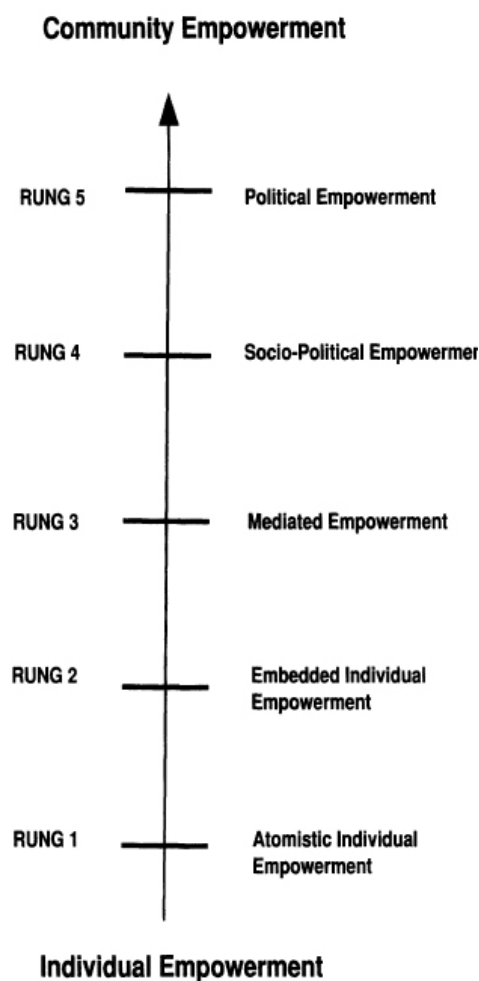 Community Empowerment
RUNG 5 Political Empowerment
RUNG 4 Socio-Political Empowermen
RUNG 3 Mediated Empowerment
RUNG 2 Embedded Individual
Empowerment
RUNG 1 Atomistic Individual
Empowerment
Individual Empowerment